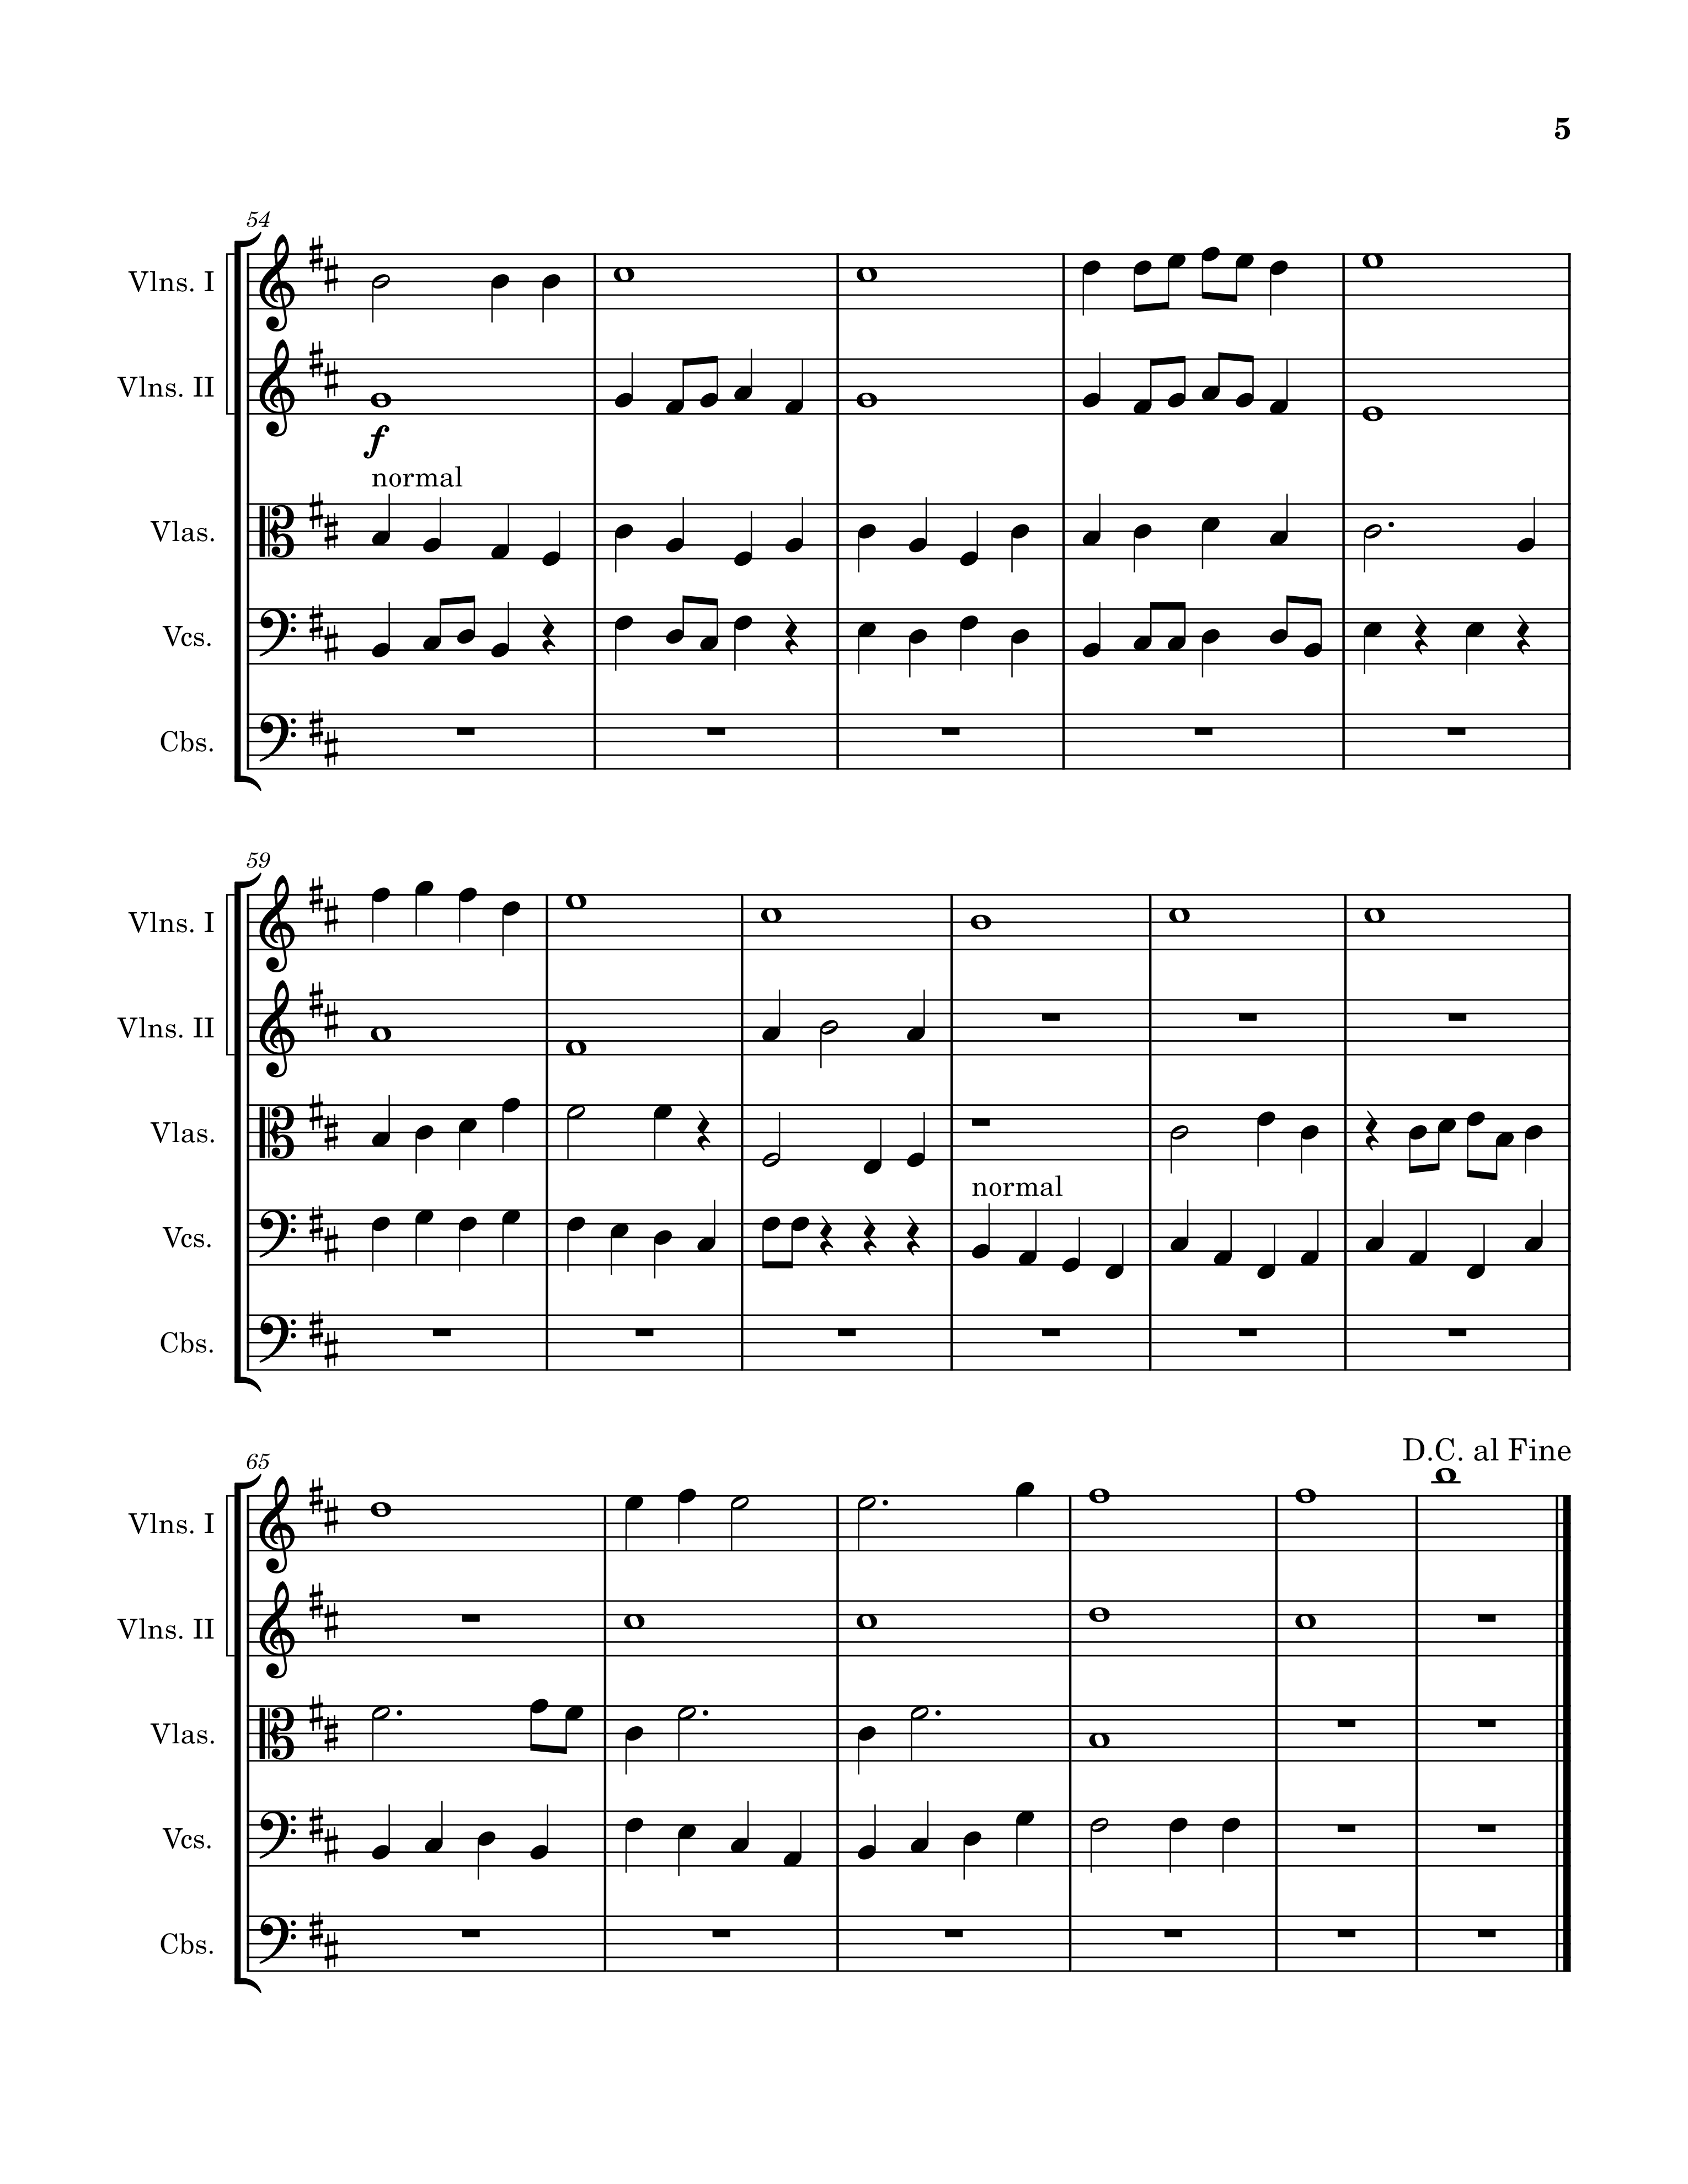 5
54
Vlns. I
Vlns. II
f
normal
Vlas.
Vcs.
Cbs.
59
Vlns. I
Vlns. II
Vlas.
normal
Vcs.
Cbs.
D.C. al Fine
65
Vlns. I
Vlns. II
Vlas.
Vcs.
Cbs.